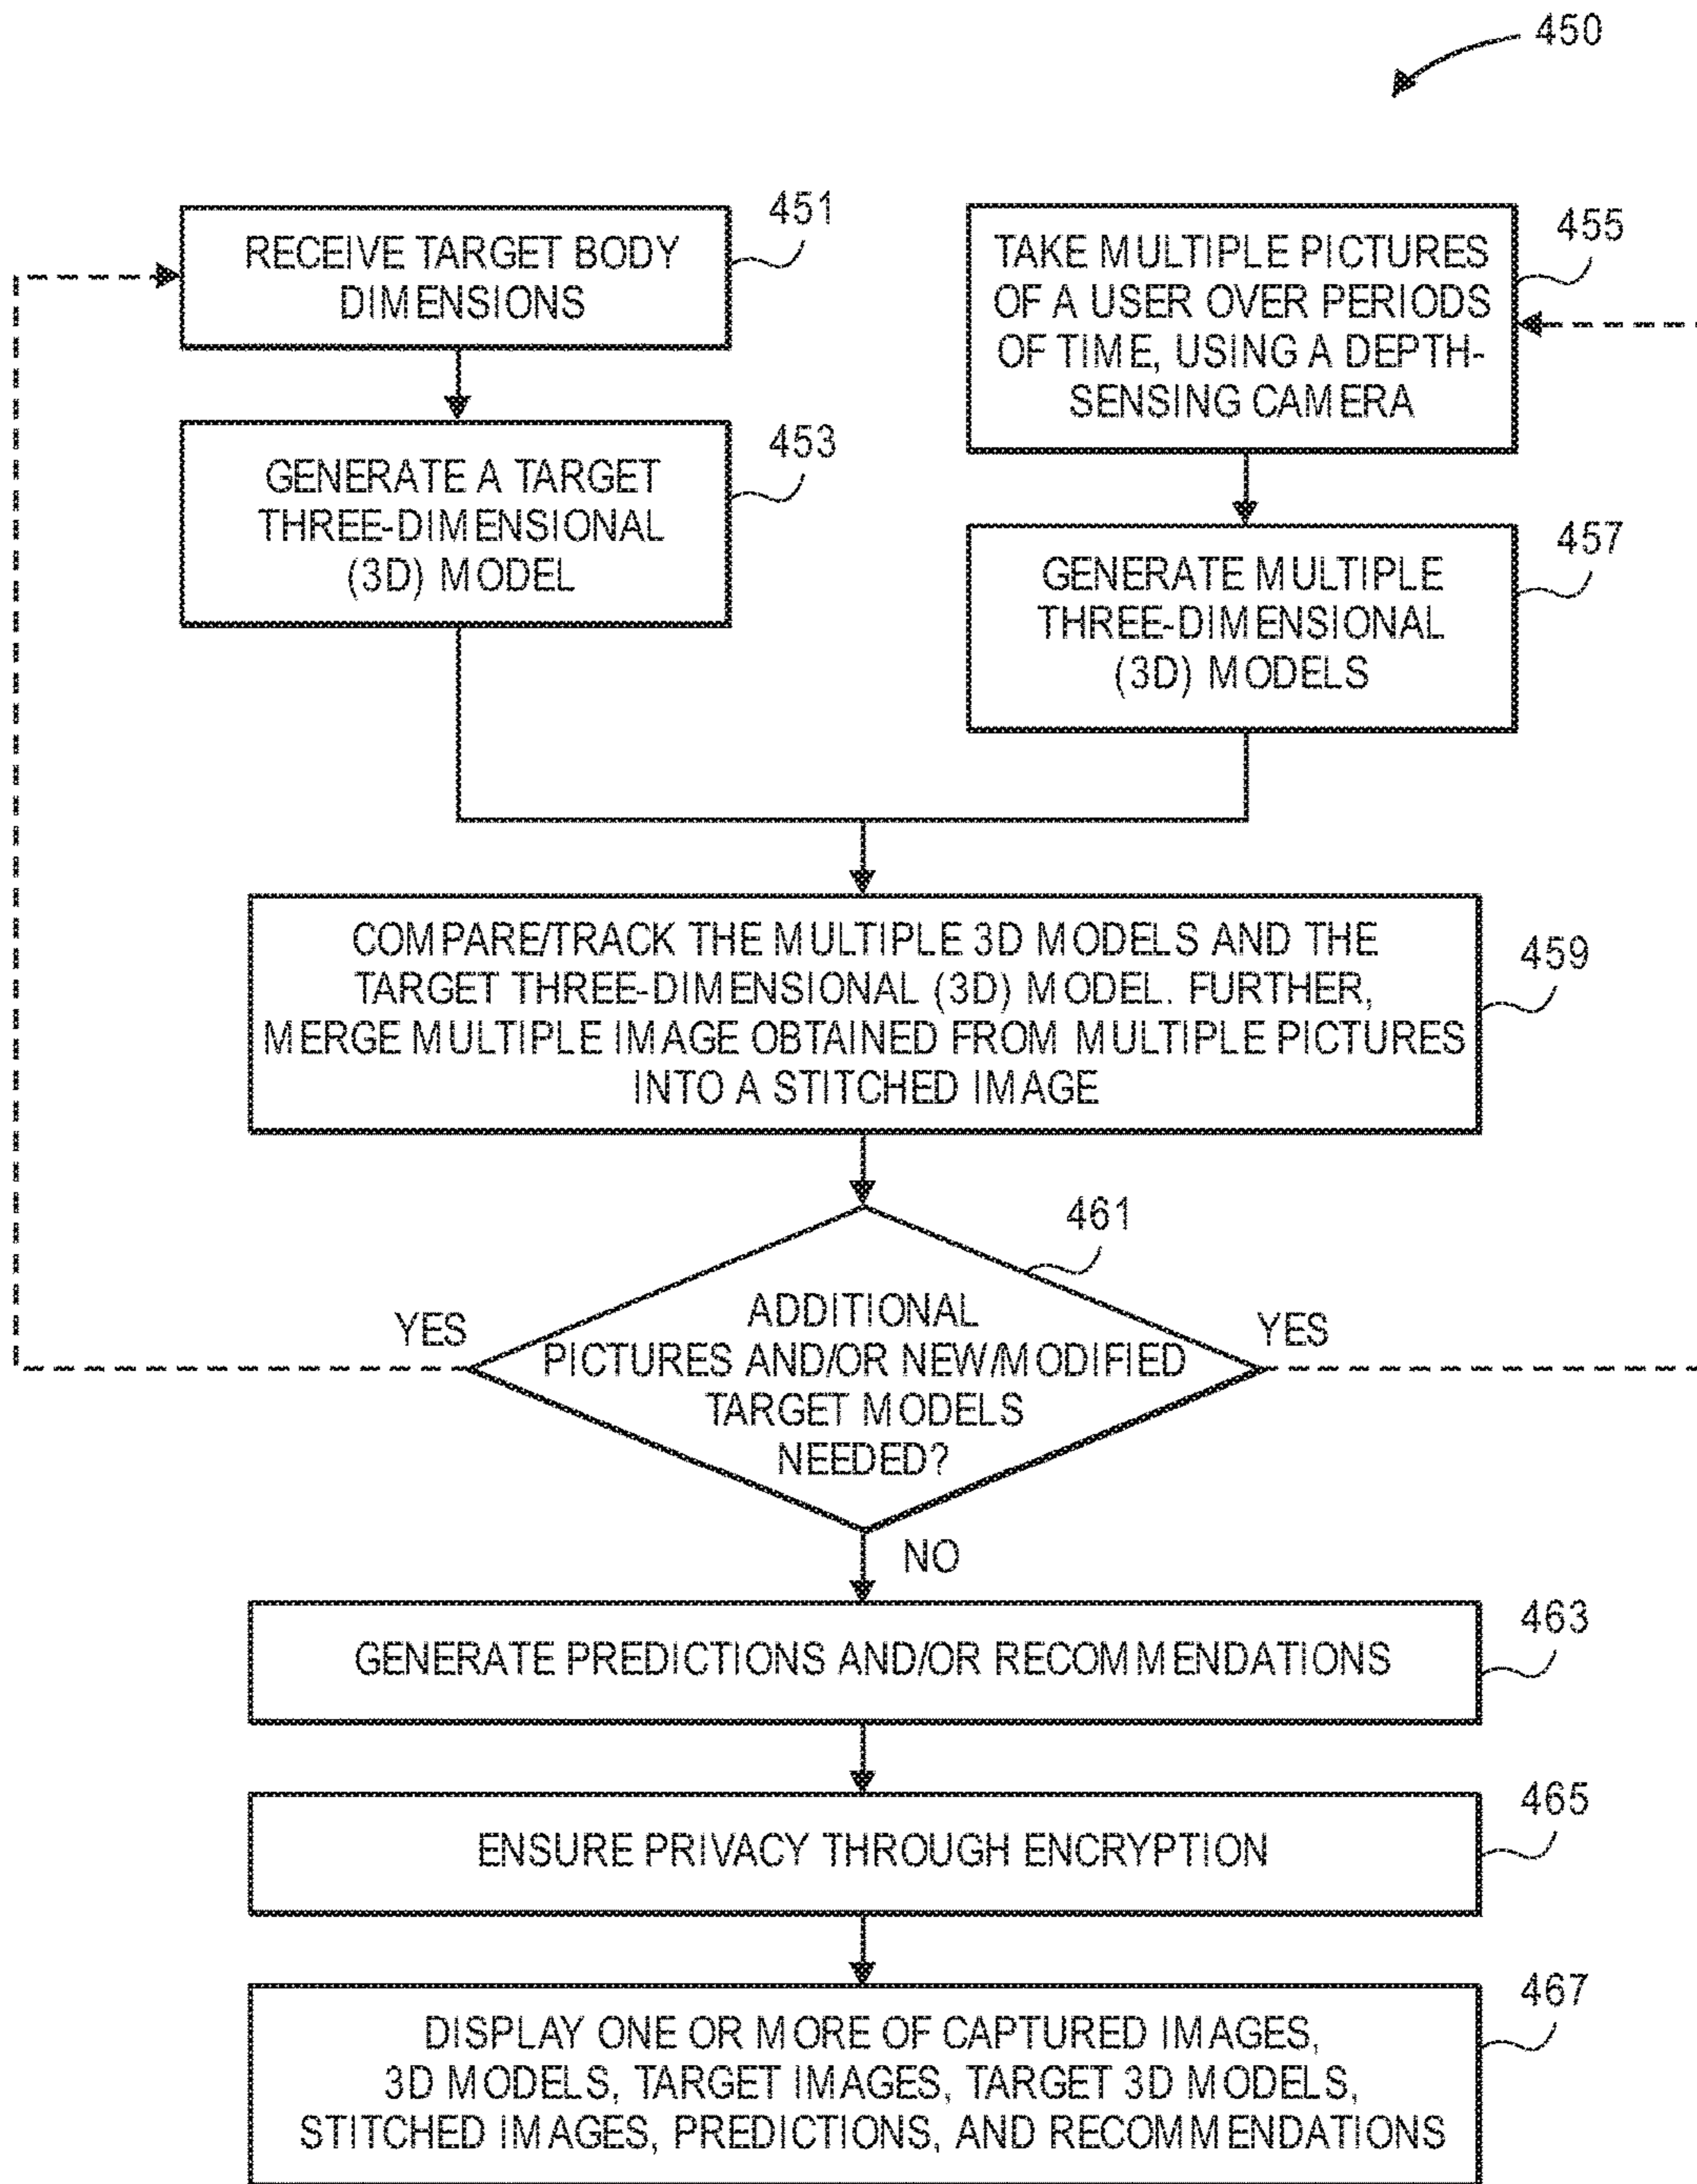 450
451
RECEIVE TARGET BODY
DIMENSIONS
453
GENERATE A TARGET
THREE-DIMENSIONAL
(3D) MODEL
455
TAKE MULTIPLE PICTURES
OF A USER OVER PERIODS
OF TIME, USING A DEPTH-
SENSING CAMERA
457
GENERATE MULTIPLE
THREE-DIMENSIONAL
(3D) MODELS
459
COMPARE/TRACK THE MULTIPLE 3D MODELS AND THE
TARGET THREE-DIMENSIONAL (3D) MODEL. FURTHER,
MERGE MULTIPLE IMAGE OBTAINED FROM MULTIPLE PICTURES
INTO A STITCHED IMAGE
461
YES
ADDITIONAL
PICTURES AND/OR NEW/MODIFIED
TARGET MODELS
NEEDED?
YES
NO
463
GENERATE PREDICTIONS AND/OR RECOMMENDATIONS
465
ENSURE PRIVACY THROUGH ENCRYPTION
467
DISPLAY ONE OR MORE OF CAPTURED IMAGES,
3D MODELS, TARGET IMAGES, TARGET 3D MODELS,
STITCHED IMAGES, PREDICTIONS, AND RECOMMENDATIONS